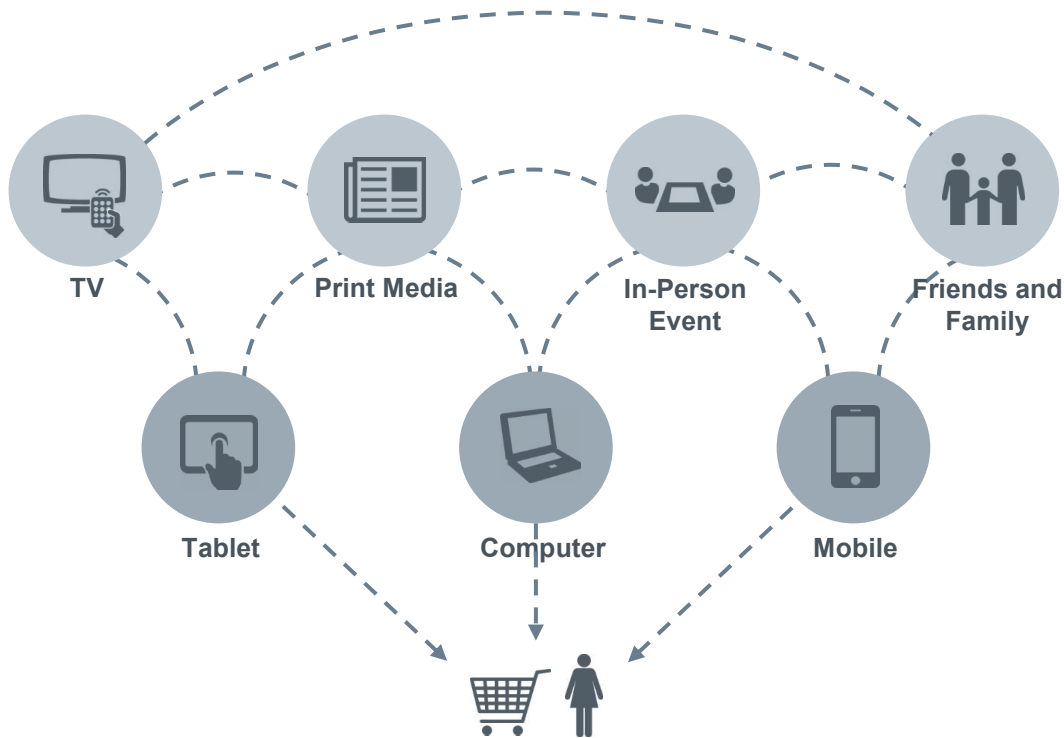 TV
Print Media
In-Person
Event
Friends and
Family
Tablet
Computer
Mobile